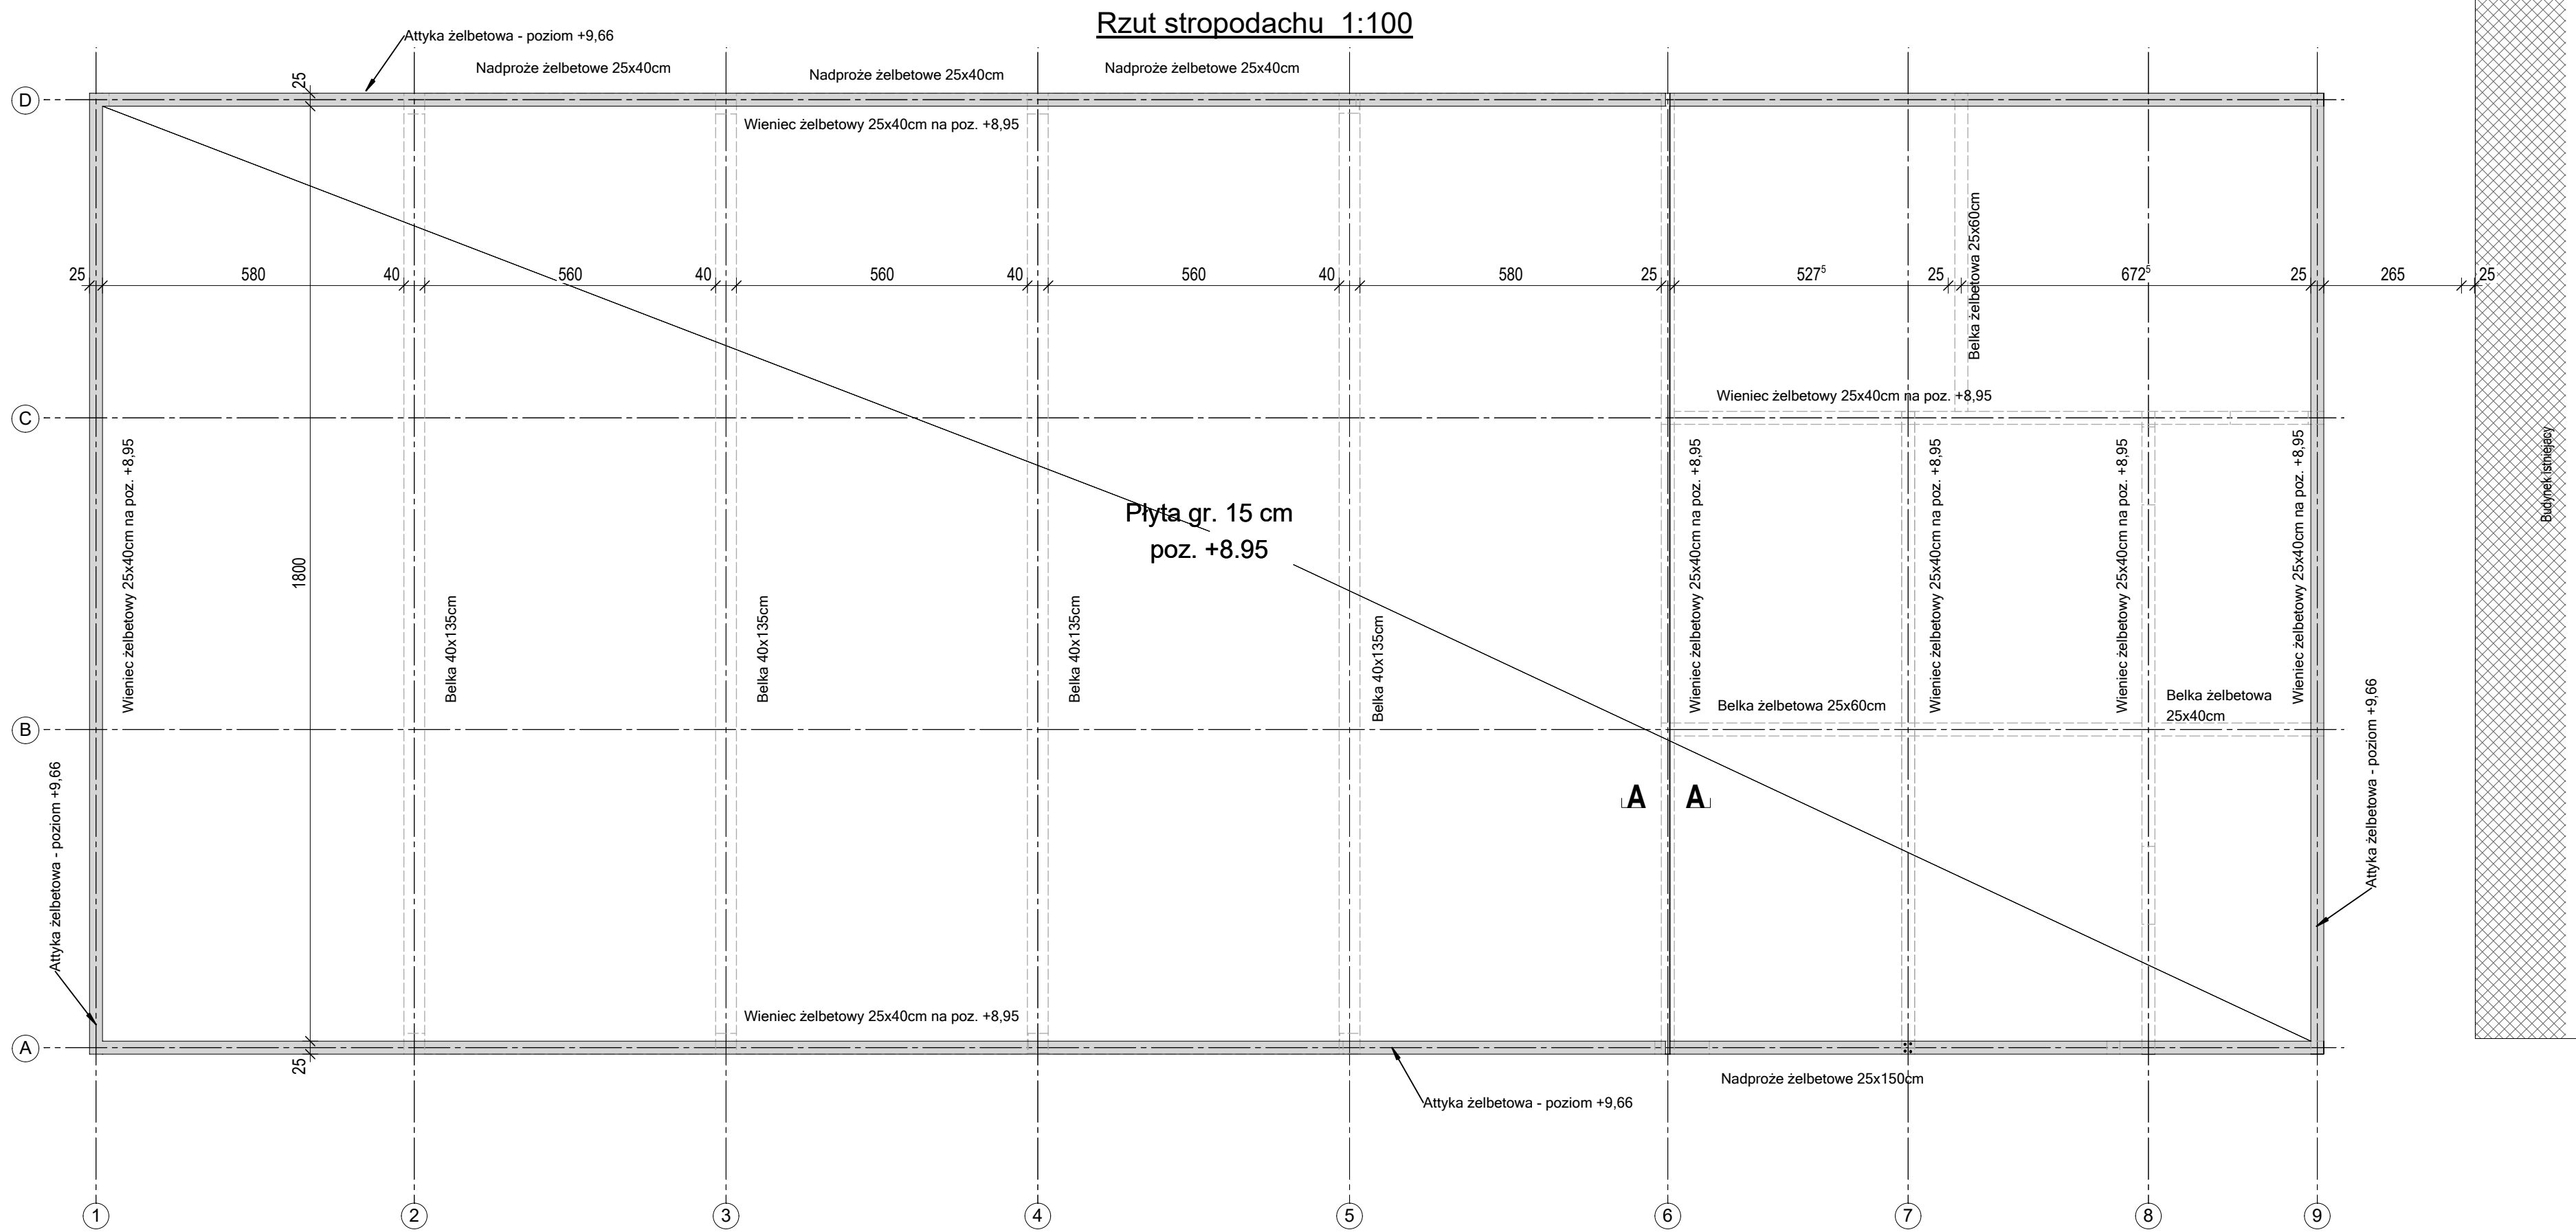 Rzut stropodachu 1:100
Attyka żelbetowa - poziom +9,66
Nadproże żelbetowe 25x40cm
Nadproże żelbetowe 25x40cm
Nadproże żelbetowe 25x40cm
25
D
Wieniec żelbetowy 25x40cm na poz. +8,95
Belka żelbetowa 25x60cm
25
580
40
560
40
560
40
560
40
580
25
527⁵
25
672⁵
25
265
25
Wieniec żelbetowy 25x40cm na poz. +8,95
C
Wieniec żelbetowy 25x40cm na poz. +8,95
Wieniec żelbetowy 25x40cm na poz. +8,95
Wieniec żelbetowy 25x40cm na poz. +8,95
Wieniec żelbetowy 25x40cm na poz. +8,95
Wieniec żelbetowy 25x40cm na poz. +8,95
Budynek istniejący
Płyta gr. 15 cm
poz. +8.95
1800
Belka 40x135cm
Belka 40x135cm
Belka 40x135cm
Belka 40x135cm
Belka żelbetowa 25x60cm
Belka żelbetowa
25x40cm
B
Attyka żelbetowa - poziom +9,66
A
A
Attyka żelbetowa - poziom +9,66
Wieniec żelbetowy 25x40cm na poz. +8,95
A
25
Nadproże żelbetowe 25x150cm
Attyka żelbetowa - poziom +9,66
1
2
3
4
5
6
7
8
9